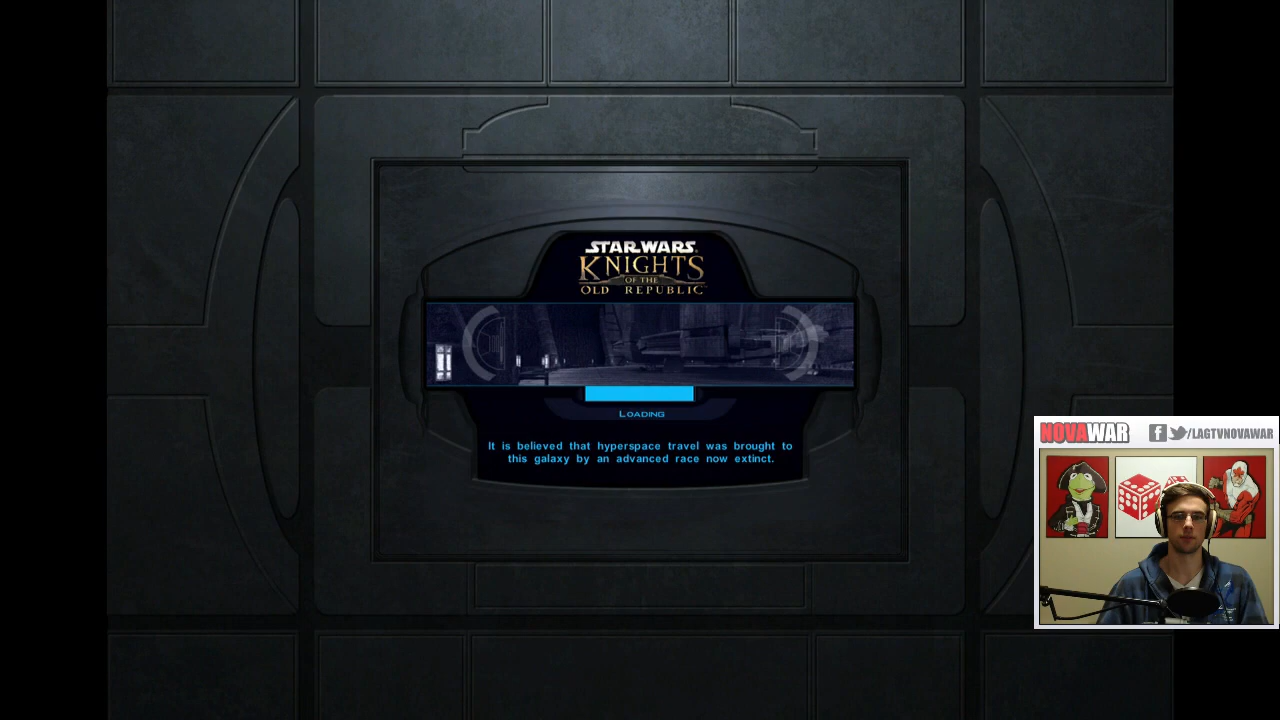 STAR WARS
KNIGHTS
OF THE
OLD REPUBLIC
LOADING
It is believed that hyperspace travel was brought to
this galaxy by an advanced race now extinct.
NOVAWAR
/LAGTVNOVAWAR